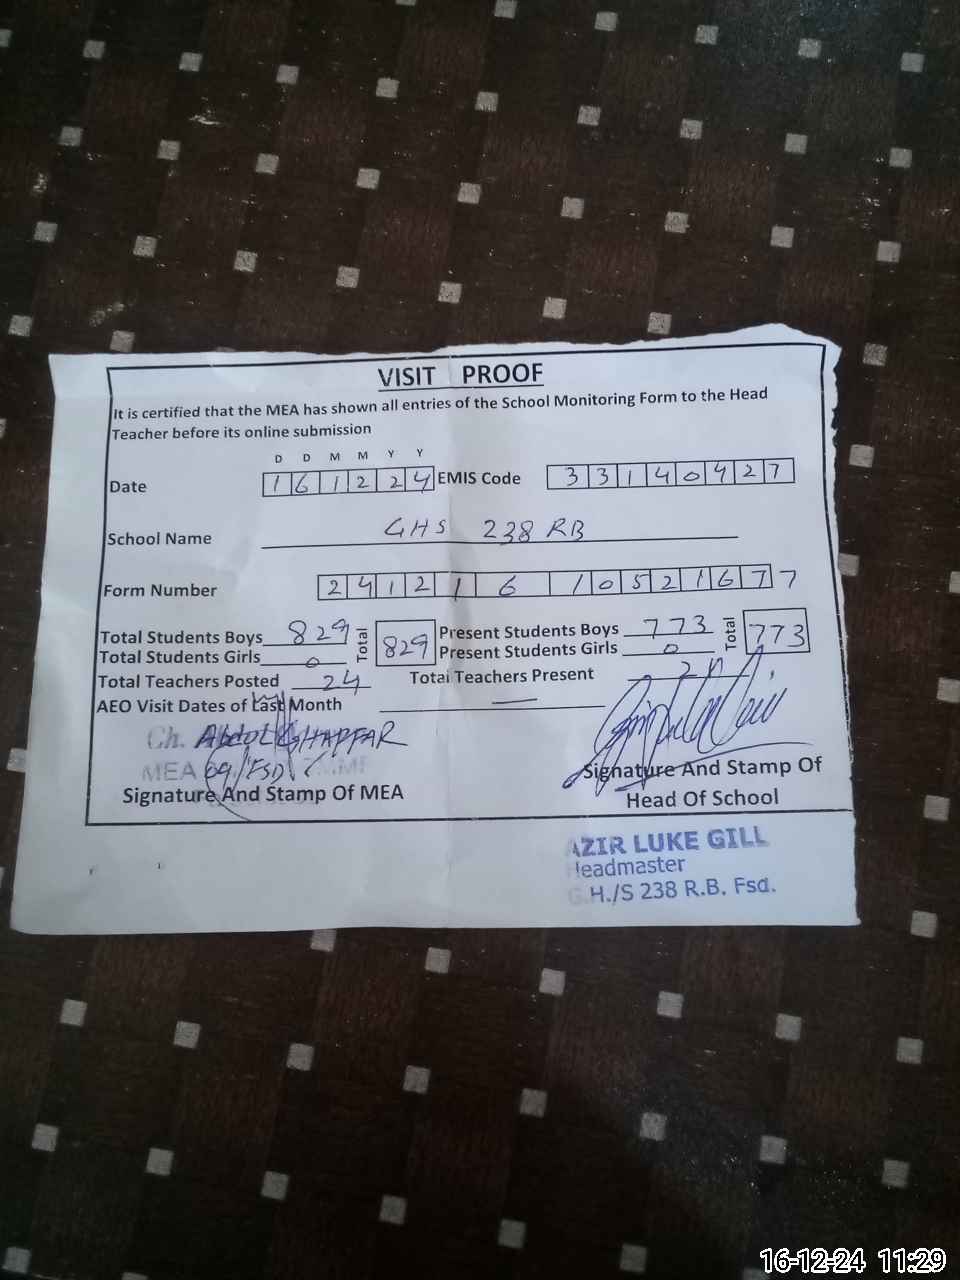 VISIT PROOF
It is certified that the MEA has shown all entries of the School Monitoring Form to the Head
Teacher before its online submission
D D M M Y Y
Date 1 6 1 2 2 4 EMIS Code 3 3 1 4 0 4 2 7
School Name GHS 238 RB
Form Number 2 4 1 2 1 6 1 0 5 2 1 6 7 7
Total Students Boys 829 Total 829 Present Students Boys 773 Total 773
Total Students Girls 0 Present Students Girls 0
Total Teachers Posted 24 Total Teachers Present
AEO Visit Dates of Last Month —
Ch. Abdol GHAFFAR
MEA 09/FSD
Signature And Stamp Of MEA
Signature And Stamp Of
Head Of School
AZIR LUKE GILL
Headmaster
G.H./S 238 R.B. Fsd.
16-12-24 11:29